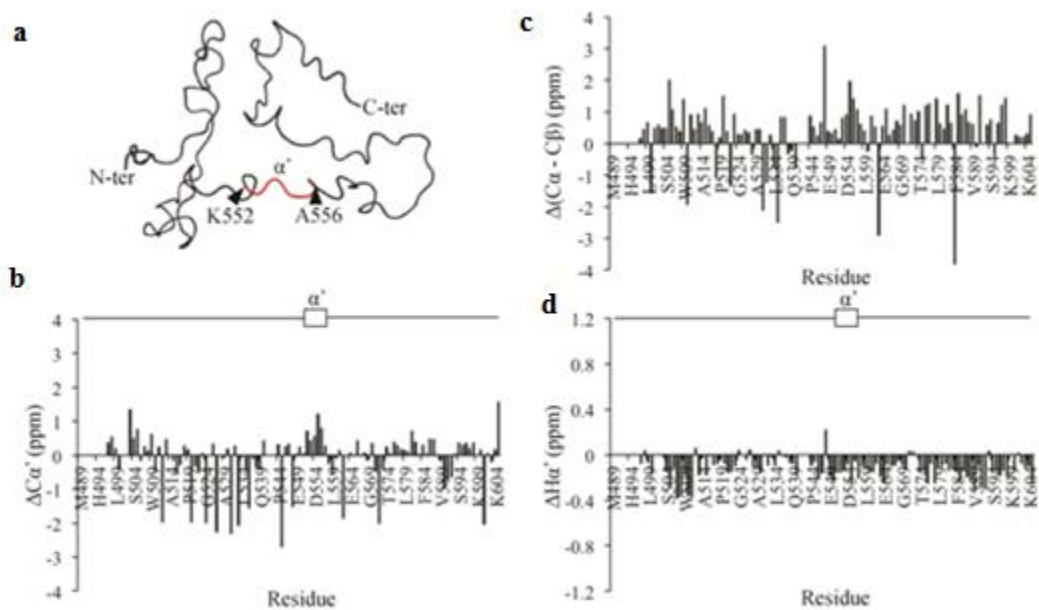 a
N-ter
C-ter
α'
K552
A556
c
Δ(Cα - Cβ) (ppm)
4
3
2
1
0
-1
-2
-3
-4
M489 H494 L499 S504 W509 A514 P519 G524 A529 L534 Q539 P544 E549 D554 L559 E564 G569 T574 L579 F584 V589 S594 K599 K604
Residue
b
α'
ΔCα' (ppm)
4
3
2
1
0
-1
-2
-3
-4
M489 H494 L499 S504 W509 A514 P519 A529 L534 Q539 P544 E549 D554 L559 E564 G569 T574 L579 F584 S594 K599 K604
Residue
d
α'
ΔHα' (ppm)
1.2
0.8
0.4
0
-0.4
-0.8
-1.2
M489 H494 L499 A514 P519 G524 A529 L534 Q539 P544 L559 G569 T574 L579 F584 K599 K604
Residue